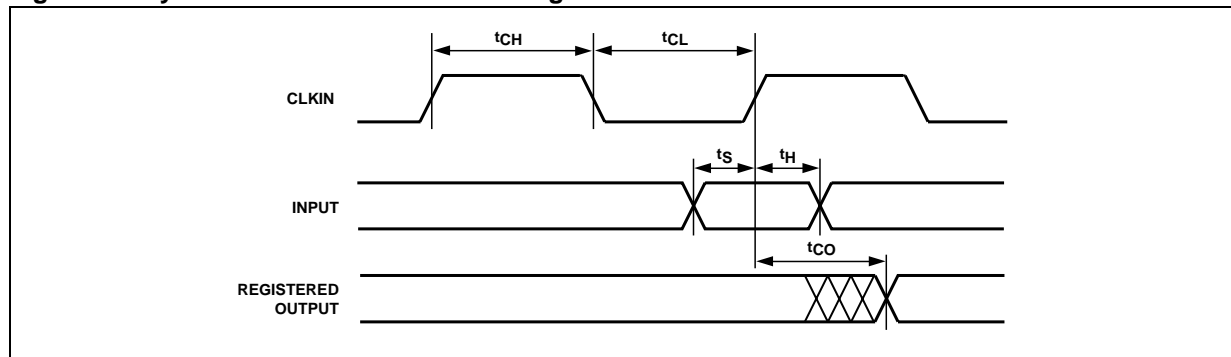 tCH
tCL
CLKIN
tS
tH
INPUT
tCO
REGISTERED
OUTPUT